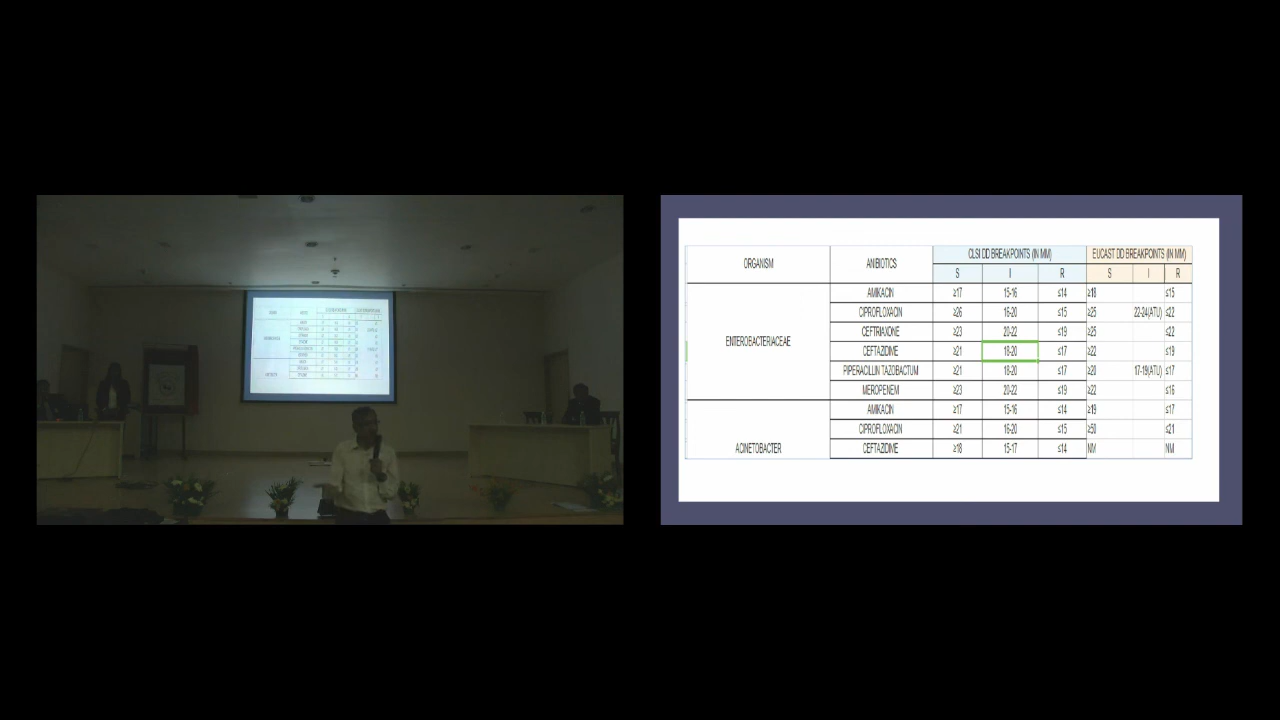 ORGANISM ANIBIOTICS CLSI DD BREAKPOINTS (IN MM) EUCAST DD BREAKPOINTS (IN MM)
S I R S I R
ENTEROBACTERIACEAE
AMIKACIN ≥17 15-16 ≤14 ≥18 ≤15
CIPROFLOXACIN ≥26 16-20 ≤15 ≥25 22-24(ATU) ≤22
CEFTRIAXONE ≥23 20-22 ≤19 ≥25 ≤22
CEFTAZIDIME ≥21 18-20 ≤17 ≥22 ≤19
PIPERACILLIN TAZOBACTUM ≥21 18-20 ≤17 ≥20 17-19(ATU) ≤17
MEROPENEM ≥23 20-22 ≤19 ≥22 ≤16
ACINETOBACTER
AMIKACIN ≥17 15-16 ≤14 ≥19 ≤17
CIPROFLOXACIN ≥21 16-20 ≤15 ≥50 ≤21
CEFTAZIDIME ≥18 15-17 ≤14 NM NM